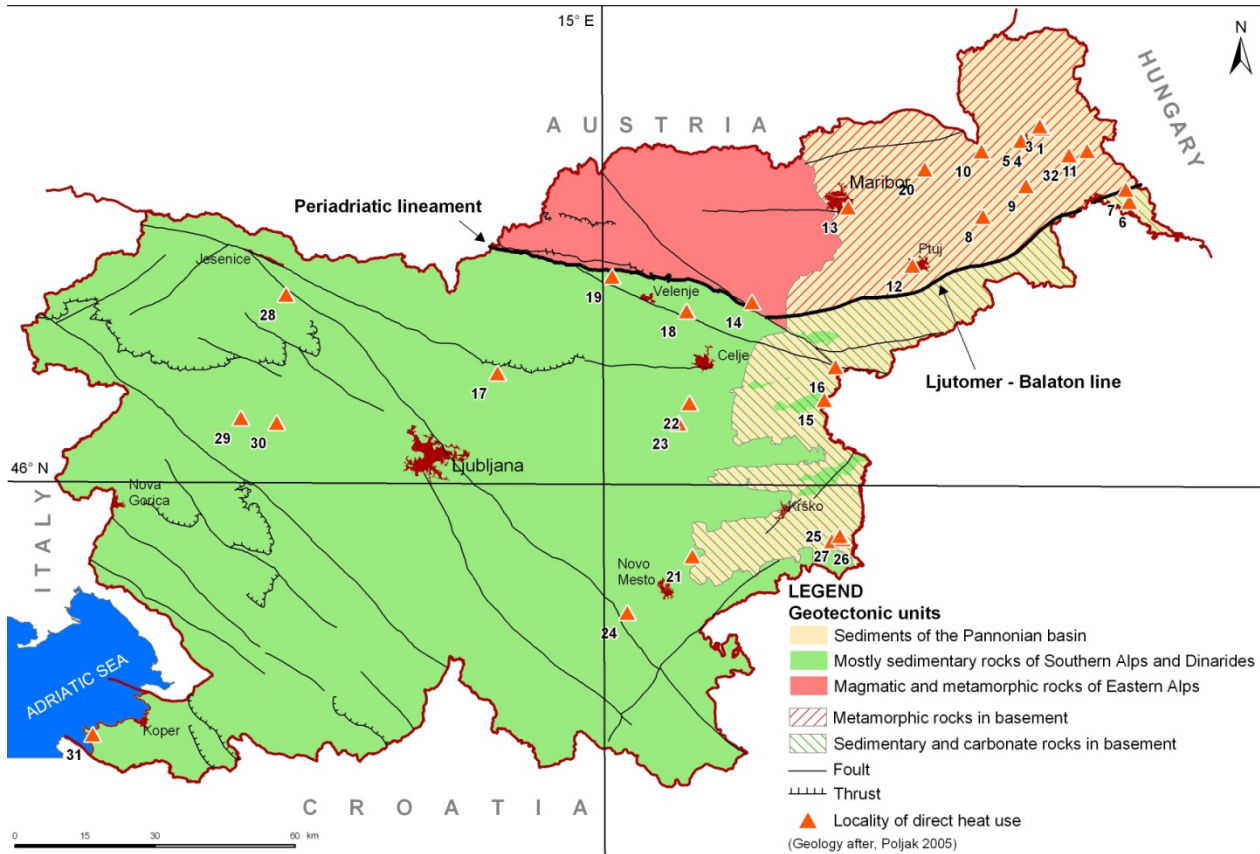 15° E
N
A U S T R I A
HUNGARY
Periadriatic lineament
Maribor
Jesenice
Velenje
Ptuj
Celje
Ljutomer - Balaton line
Ljubljana
46° N
Nova
Gorica
Krško
Novo
Mesto
ITALY
ADRIATIC SEA
Koper
C R O A T I A
1
3
5 4
10
32
11
20
9
7
6
13
8
12
19
18
14
28
17
16
15
22
23
29
30
25
27
26
21
24
31
LEGEND
Geotectonic units
Sediments of the Pannonian basin
Mostly sedimentary rocks of Southern Alps and Dinarides
Magmatic and metamorphic rocks of Eastern Alps
Metamorphic rocks in basement
Sedimentary and carbonate rocks in basement
Foult
Thrust
Locality of direct heat use
(Geology after, Poljak 2005)
0 15 30 60 km